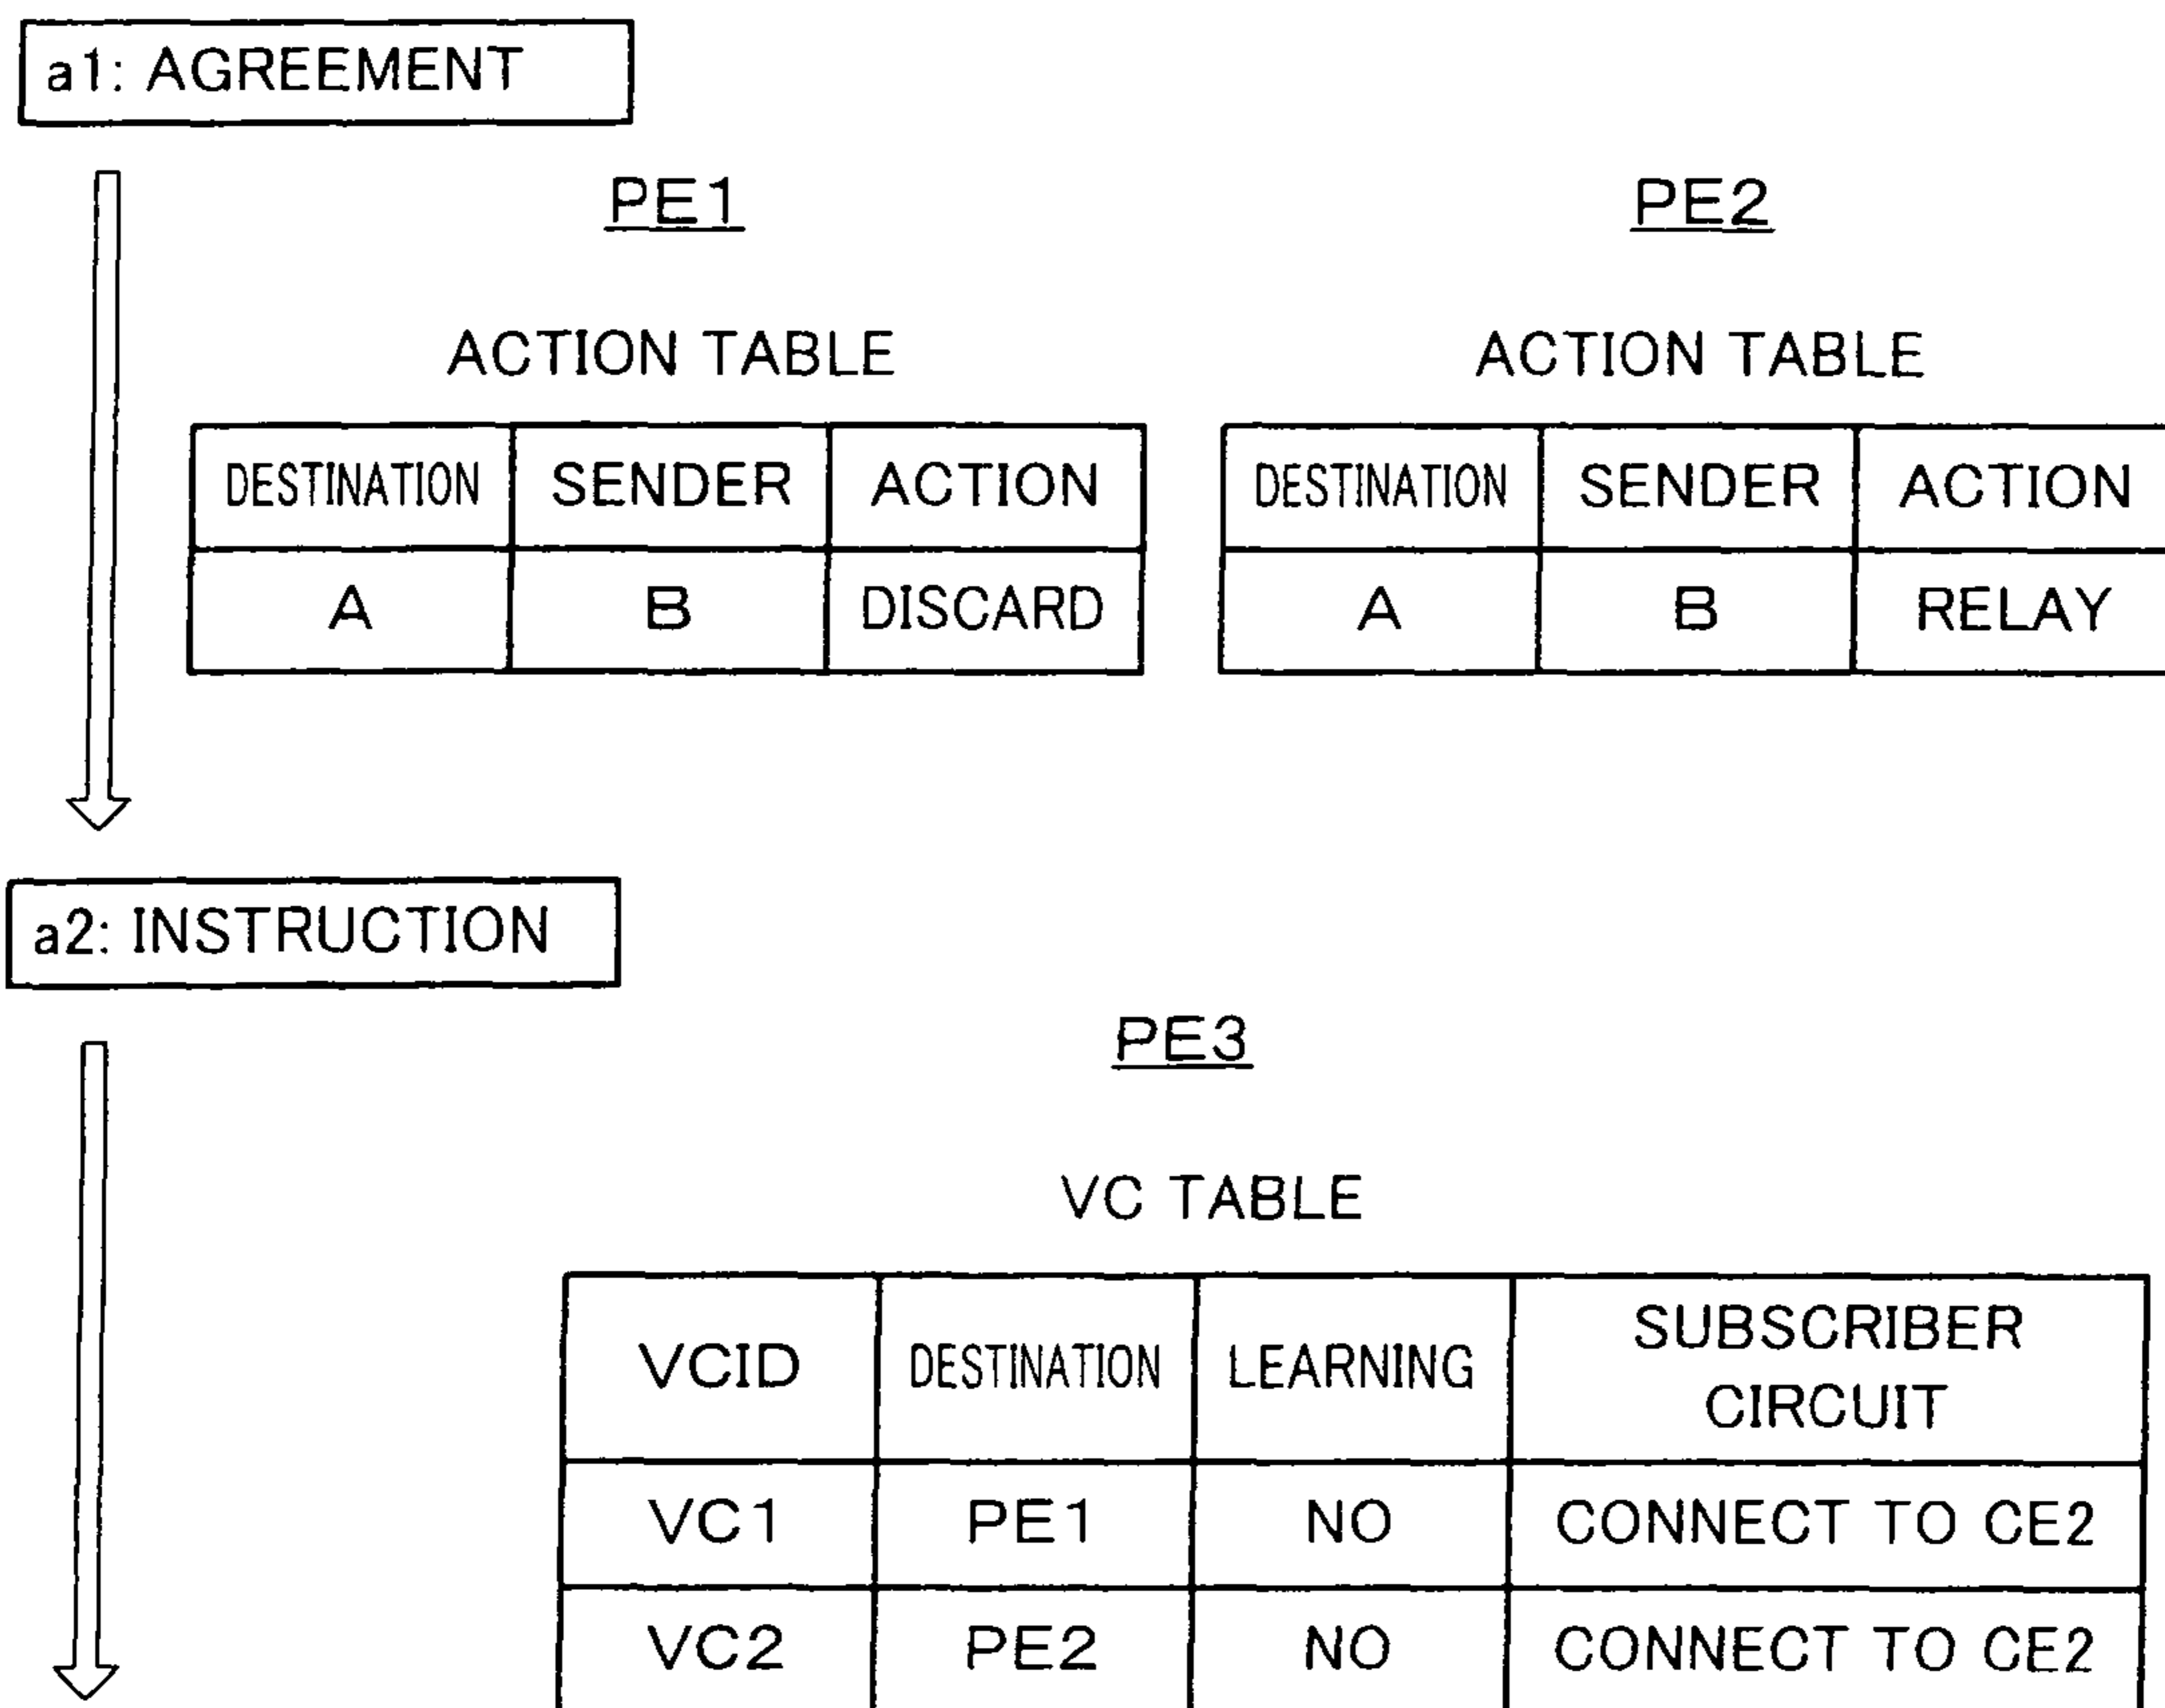 a1: AGREEMENT
PE1
PE2
ACTION TABLE
ACTION TABLE
DESTINATION SENDER ACTION
A B DISCARD
DESTINATION SENDER ACTION
A B RELAY
a2: INSTRUCTION
PE3
VC TABLE
VCID DESTINATION LEARNING SUBSCRIBER CIRCUIT
VC1 PE1 NO CONNECT TO CE2
VC2 PE2 NO CONNECT TO CE2